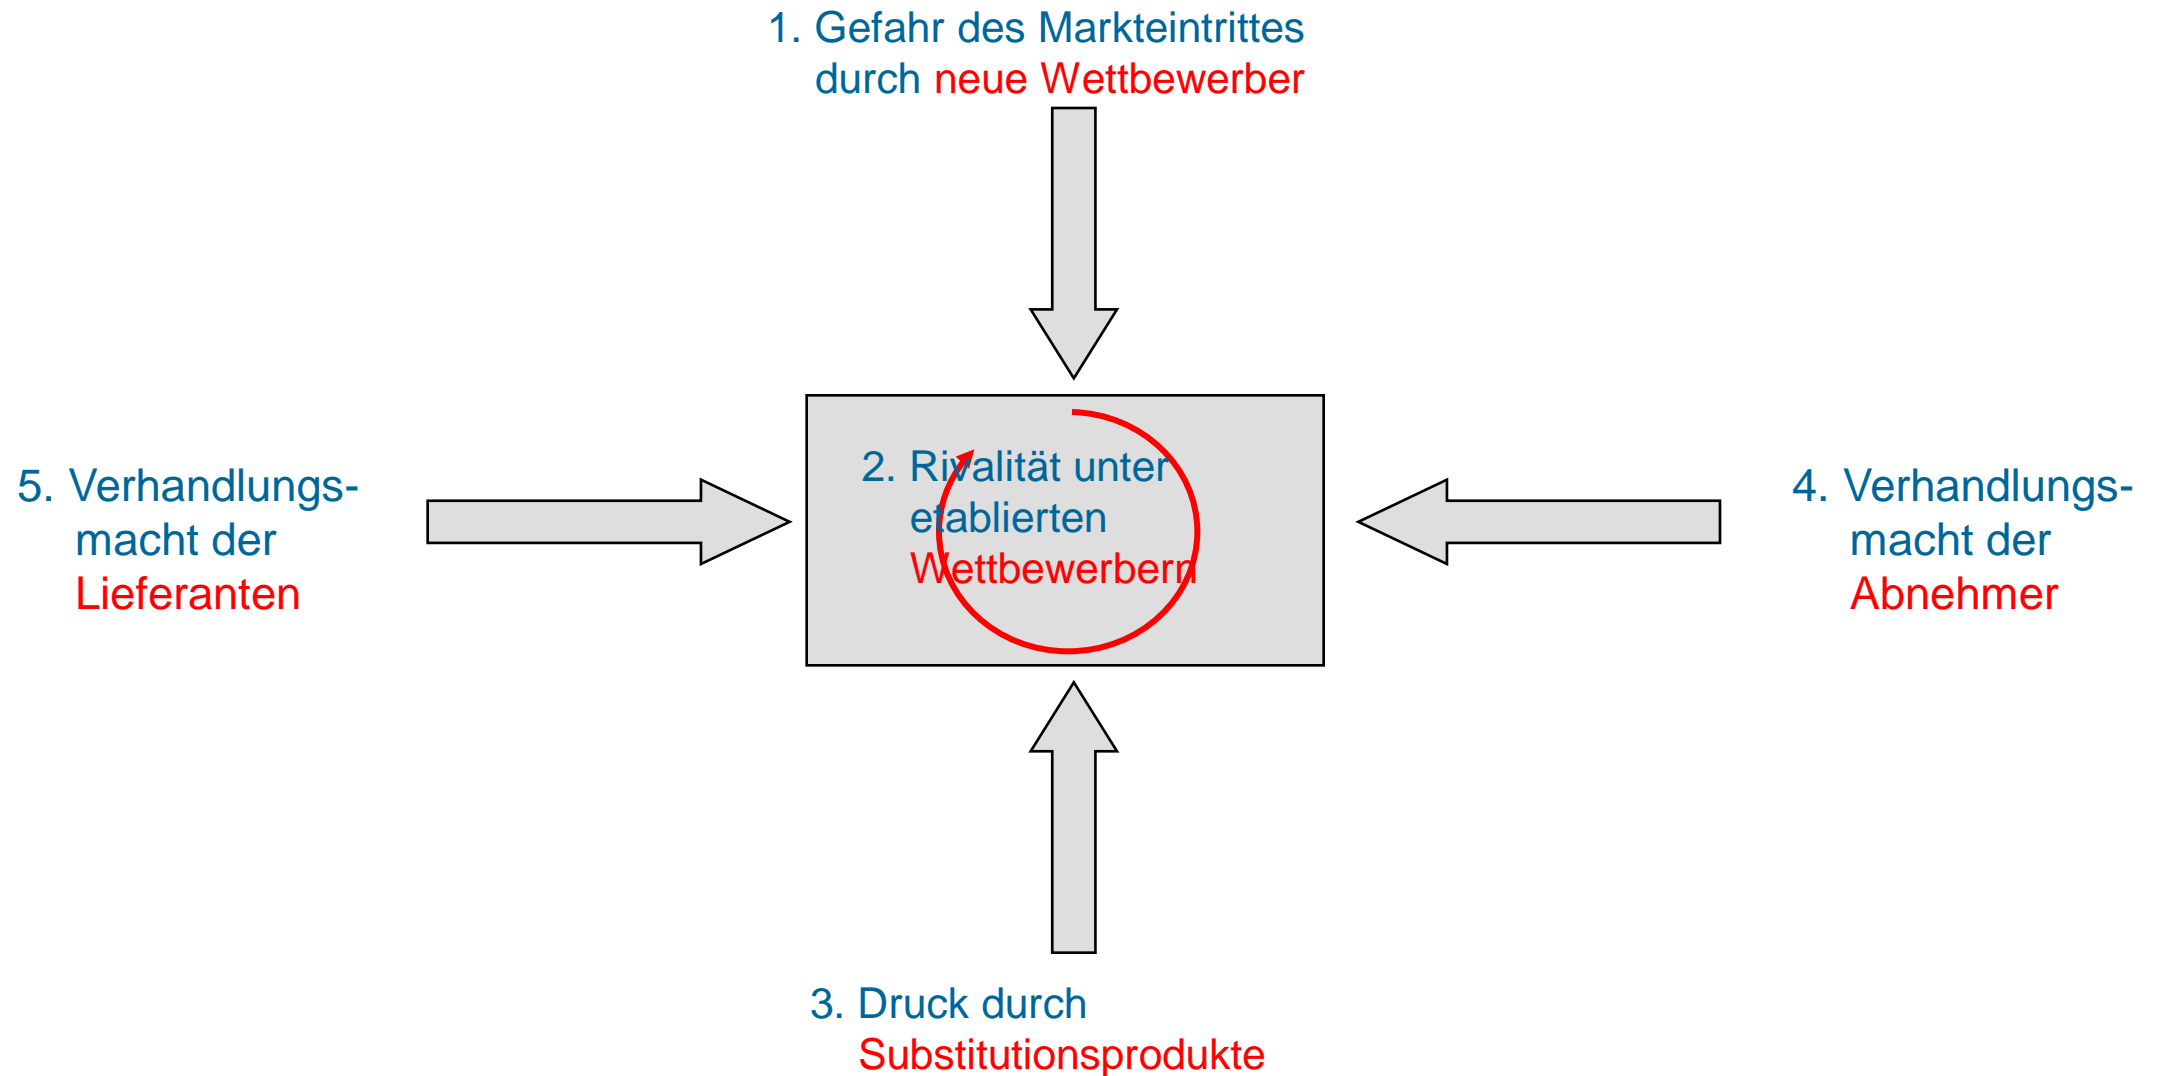 1. Gefahr des Markteintrittes
durch neue Wettbewerber
2. Rivalität unter
etablierten
Wettbewerbern
5. Verhandlungs-
macht der
Lieferanten
4. Verhandlungs-
macht der
Abnehmer
3. Druck durch
Substitutionsprodukte